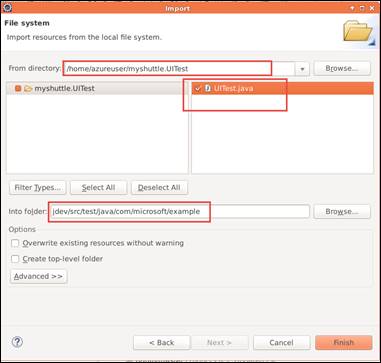 Import
File system
Import resources from the local file system.
From directory: /home/azureuser/myshuttle.UITest Browse...
myshuttle.UITest
UITest.java
Filter Types... Select All Deselect All
Into folder: jdev/src/test/java/com/microsoft/example Browse...
Options
Overwrite existing resources without warning
Create top-level folder
Advanced >>
? < Back Next > Cancel Finish